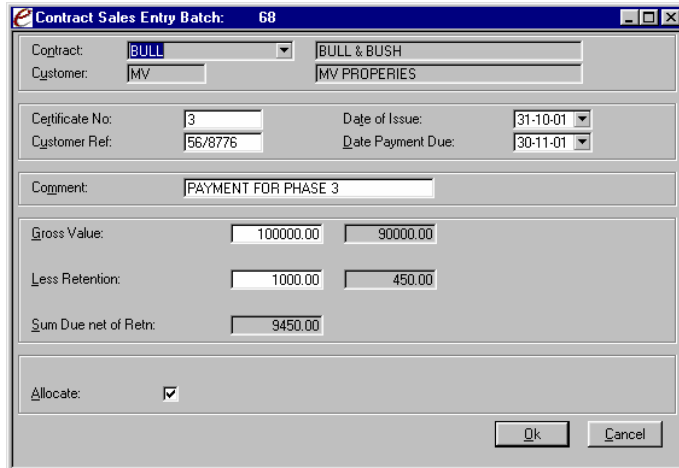 Contract Sales Entry Batch: 68
Contract: BULL BULL & BUSH
Customer: MV MV PROPERIES
Certificate No: 3 Date of Issue: 31-10-01
Customer Ref: 56/8776 Date Payment Due: 30-11-01
Comment: PAYMENT FOR PHASE 3
Gross Value: 100000.00 90000.00
Less Retention: 1000.00 450.00
Sum Due net of Retn: 9450.00
Allocate:
Ok Cancel